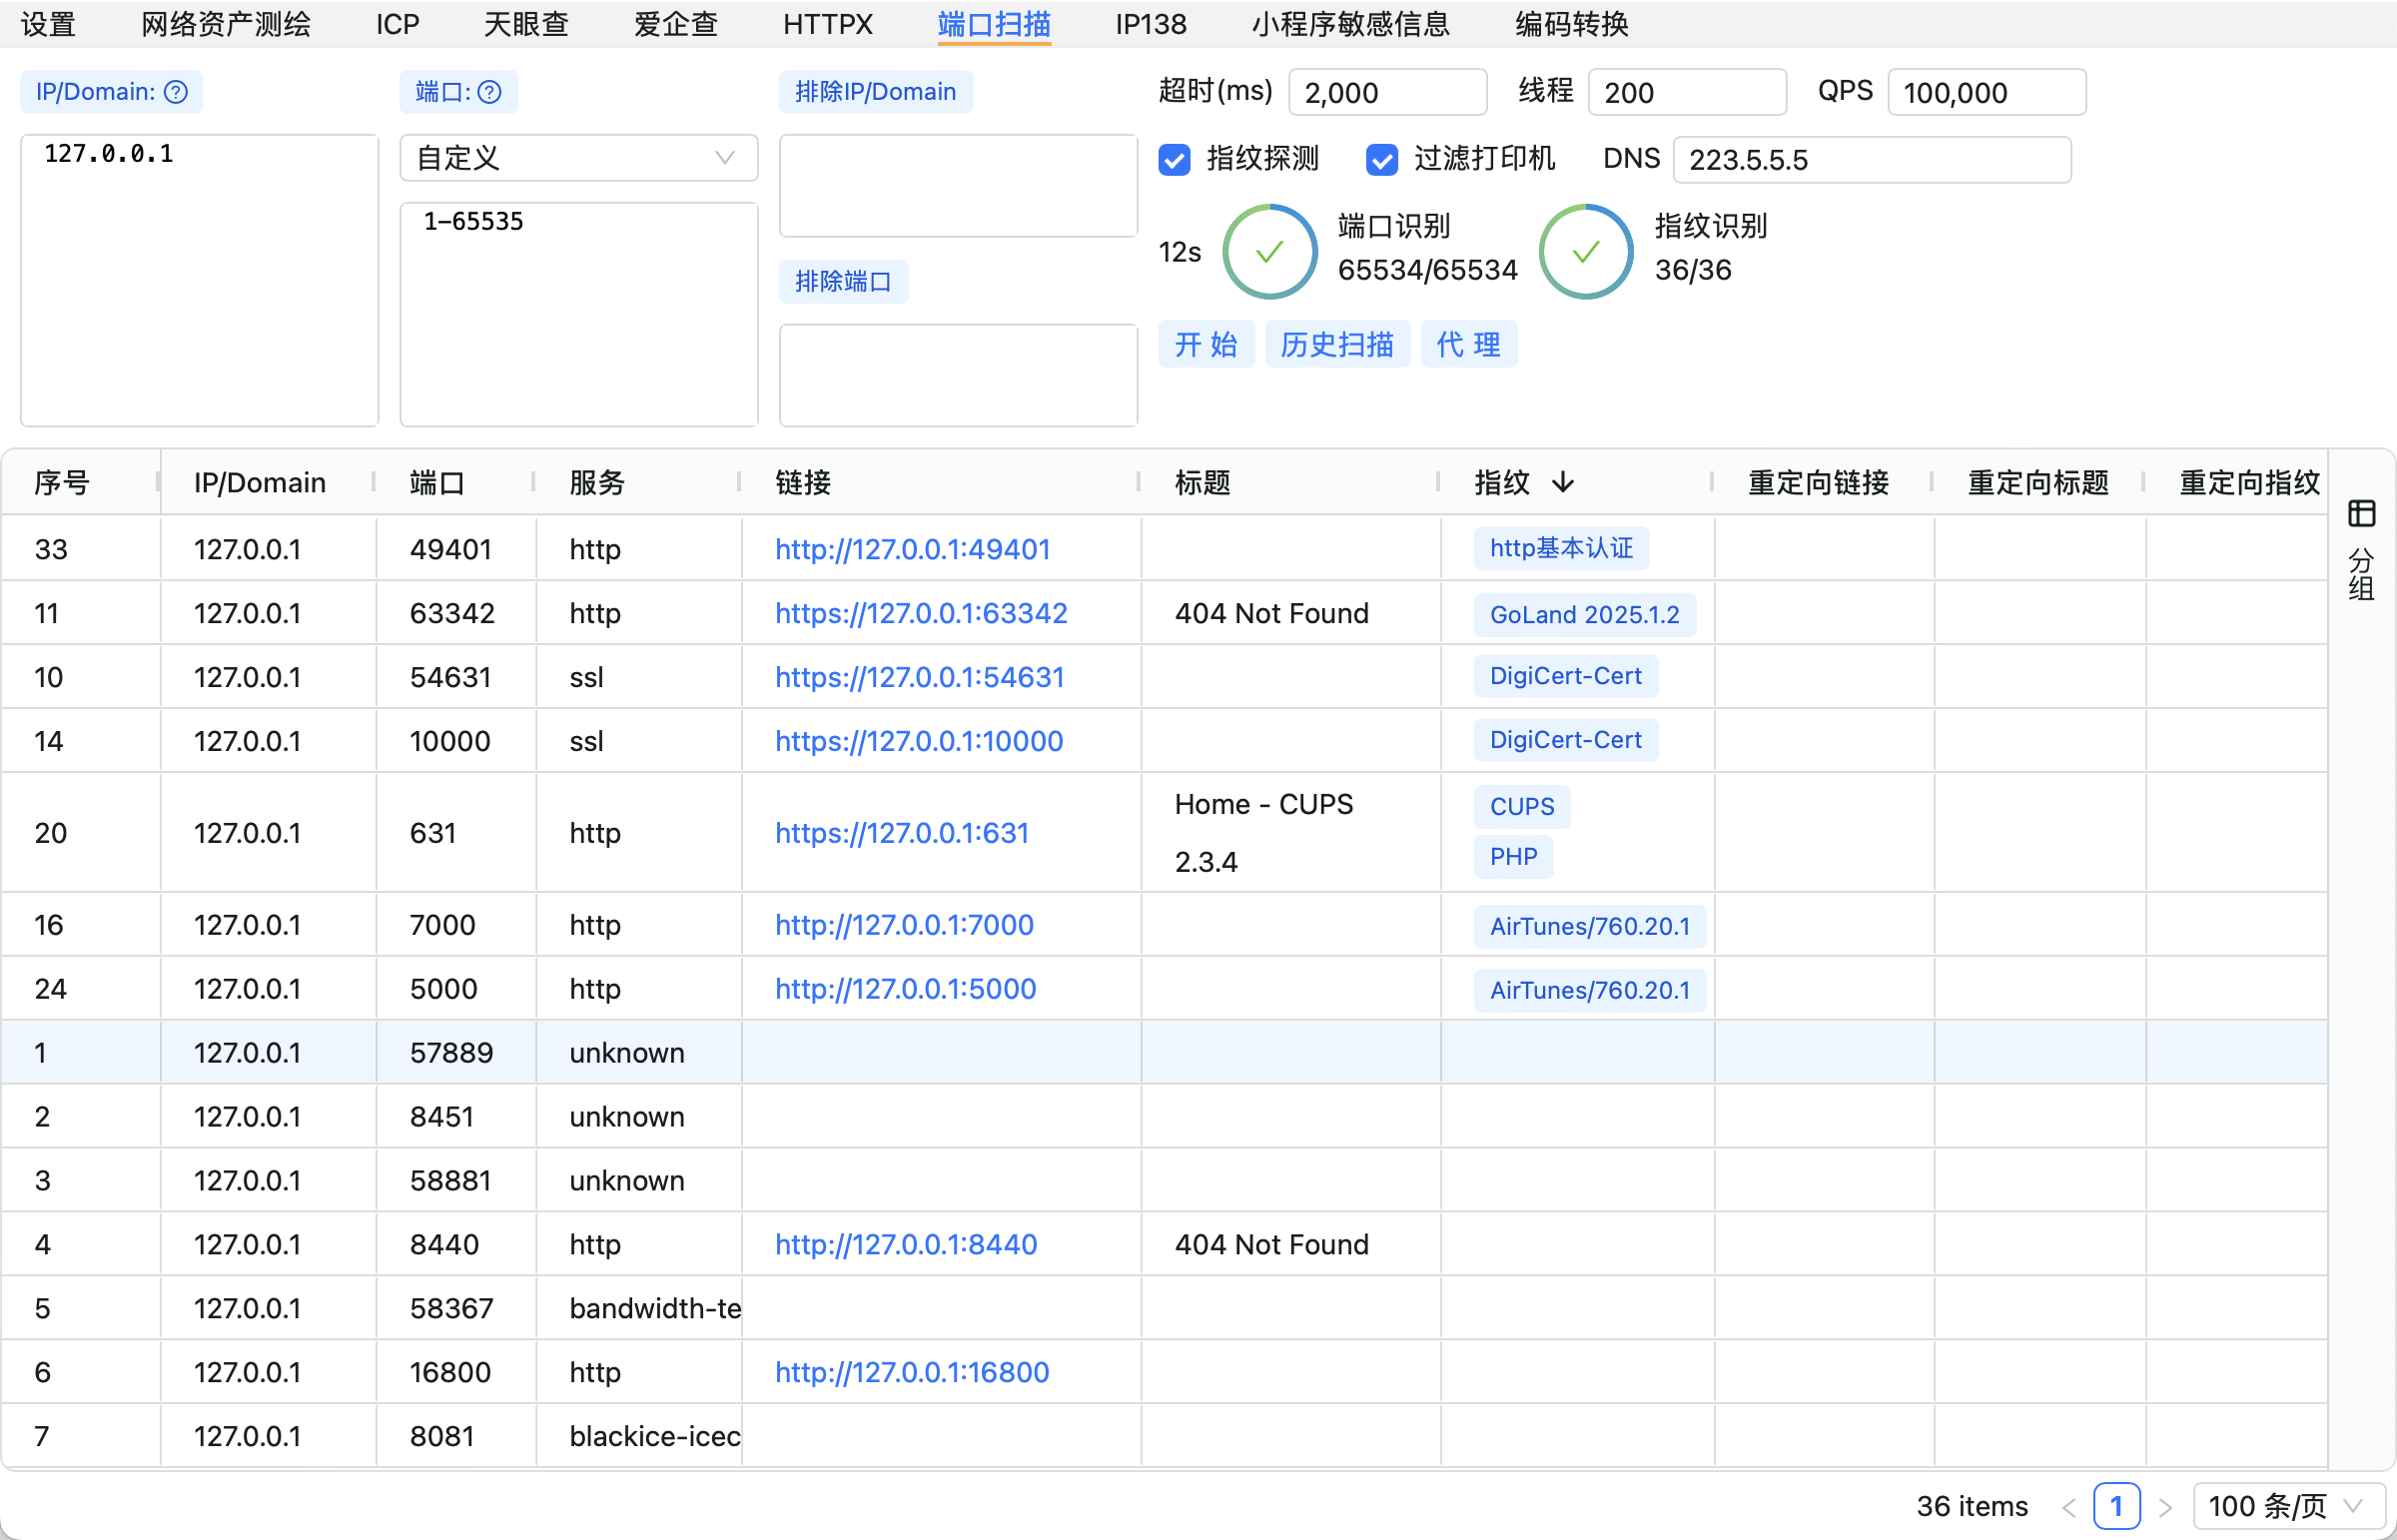 设置 网络资产测绘 ICP 天眼查 爱企查 HTTPX 端口扫描 IP138 小程序敏感信息 编码转换
IP/Domain: 端口: 排除IP/Domain 超时(ms) 2,000 线程 200 QPS 100,000
127.0.0.1 自定义 指纹探测 过滤打印机 DNS 223.5.5.5
1-65535
12s 端口识别 指纹识别
65534/65534 36/36
排除端口
开 始 历史扫描 代 理
序号 IP/Domain 端口 服务 链接 标题 指纹 重定向链接 重定向标题 重定向指纹
分组
33 127.0.0.1 49401 http http://127.0.0.1:49401 http基本认证
11 127.0.0.1 63342 http https://127.0.0.1:63342 404 Not Found GoLand 2025.1.2
10 127.0.0.1 54631 ssl https://127.0.0.1:54631 DigiCert-Cert
14 127.0.0.1 10000 ssl https://127.0.0.1:10000 DigiCert-Cert
20 127.0.0.1 631 http https://127.0.0.1:631 Home - CUPS 2.3.4 CUPS PHP
16 127.0.0.1 7000 http http://127.0.0.1:7000 AirTunes/760.20.1
24 127.0.0.1 5000 http http://127.0.0.1:5000 AirTunes/760.20.1
1 127.0.0.1 57889 unknown
2 127.0.0.1 8451 unknown
3 127.0.0.1 58881 unknown
4 127.0.0.1 8440 http http://127.0.0.1:8440 404 Not Found
5 127.0.0.1 58367 bandwidth-te
6 127.0.0.1 16800 http http://127.0.0.1:16800
7 127.0.0.1 8081 blackice-icec
36 items 1 100 条/页